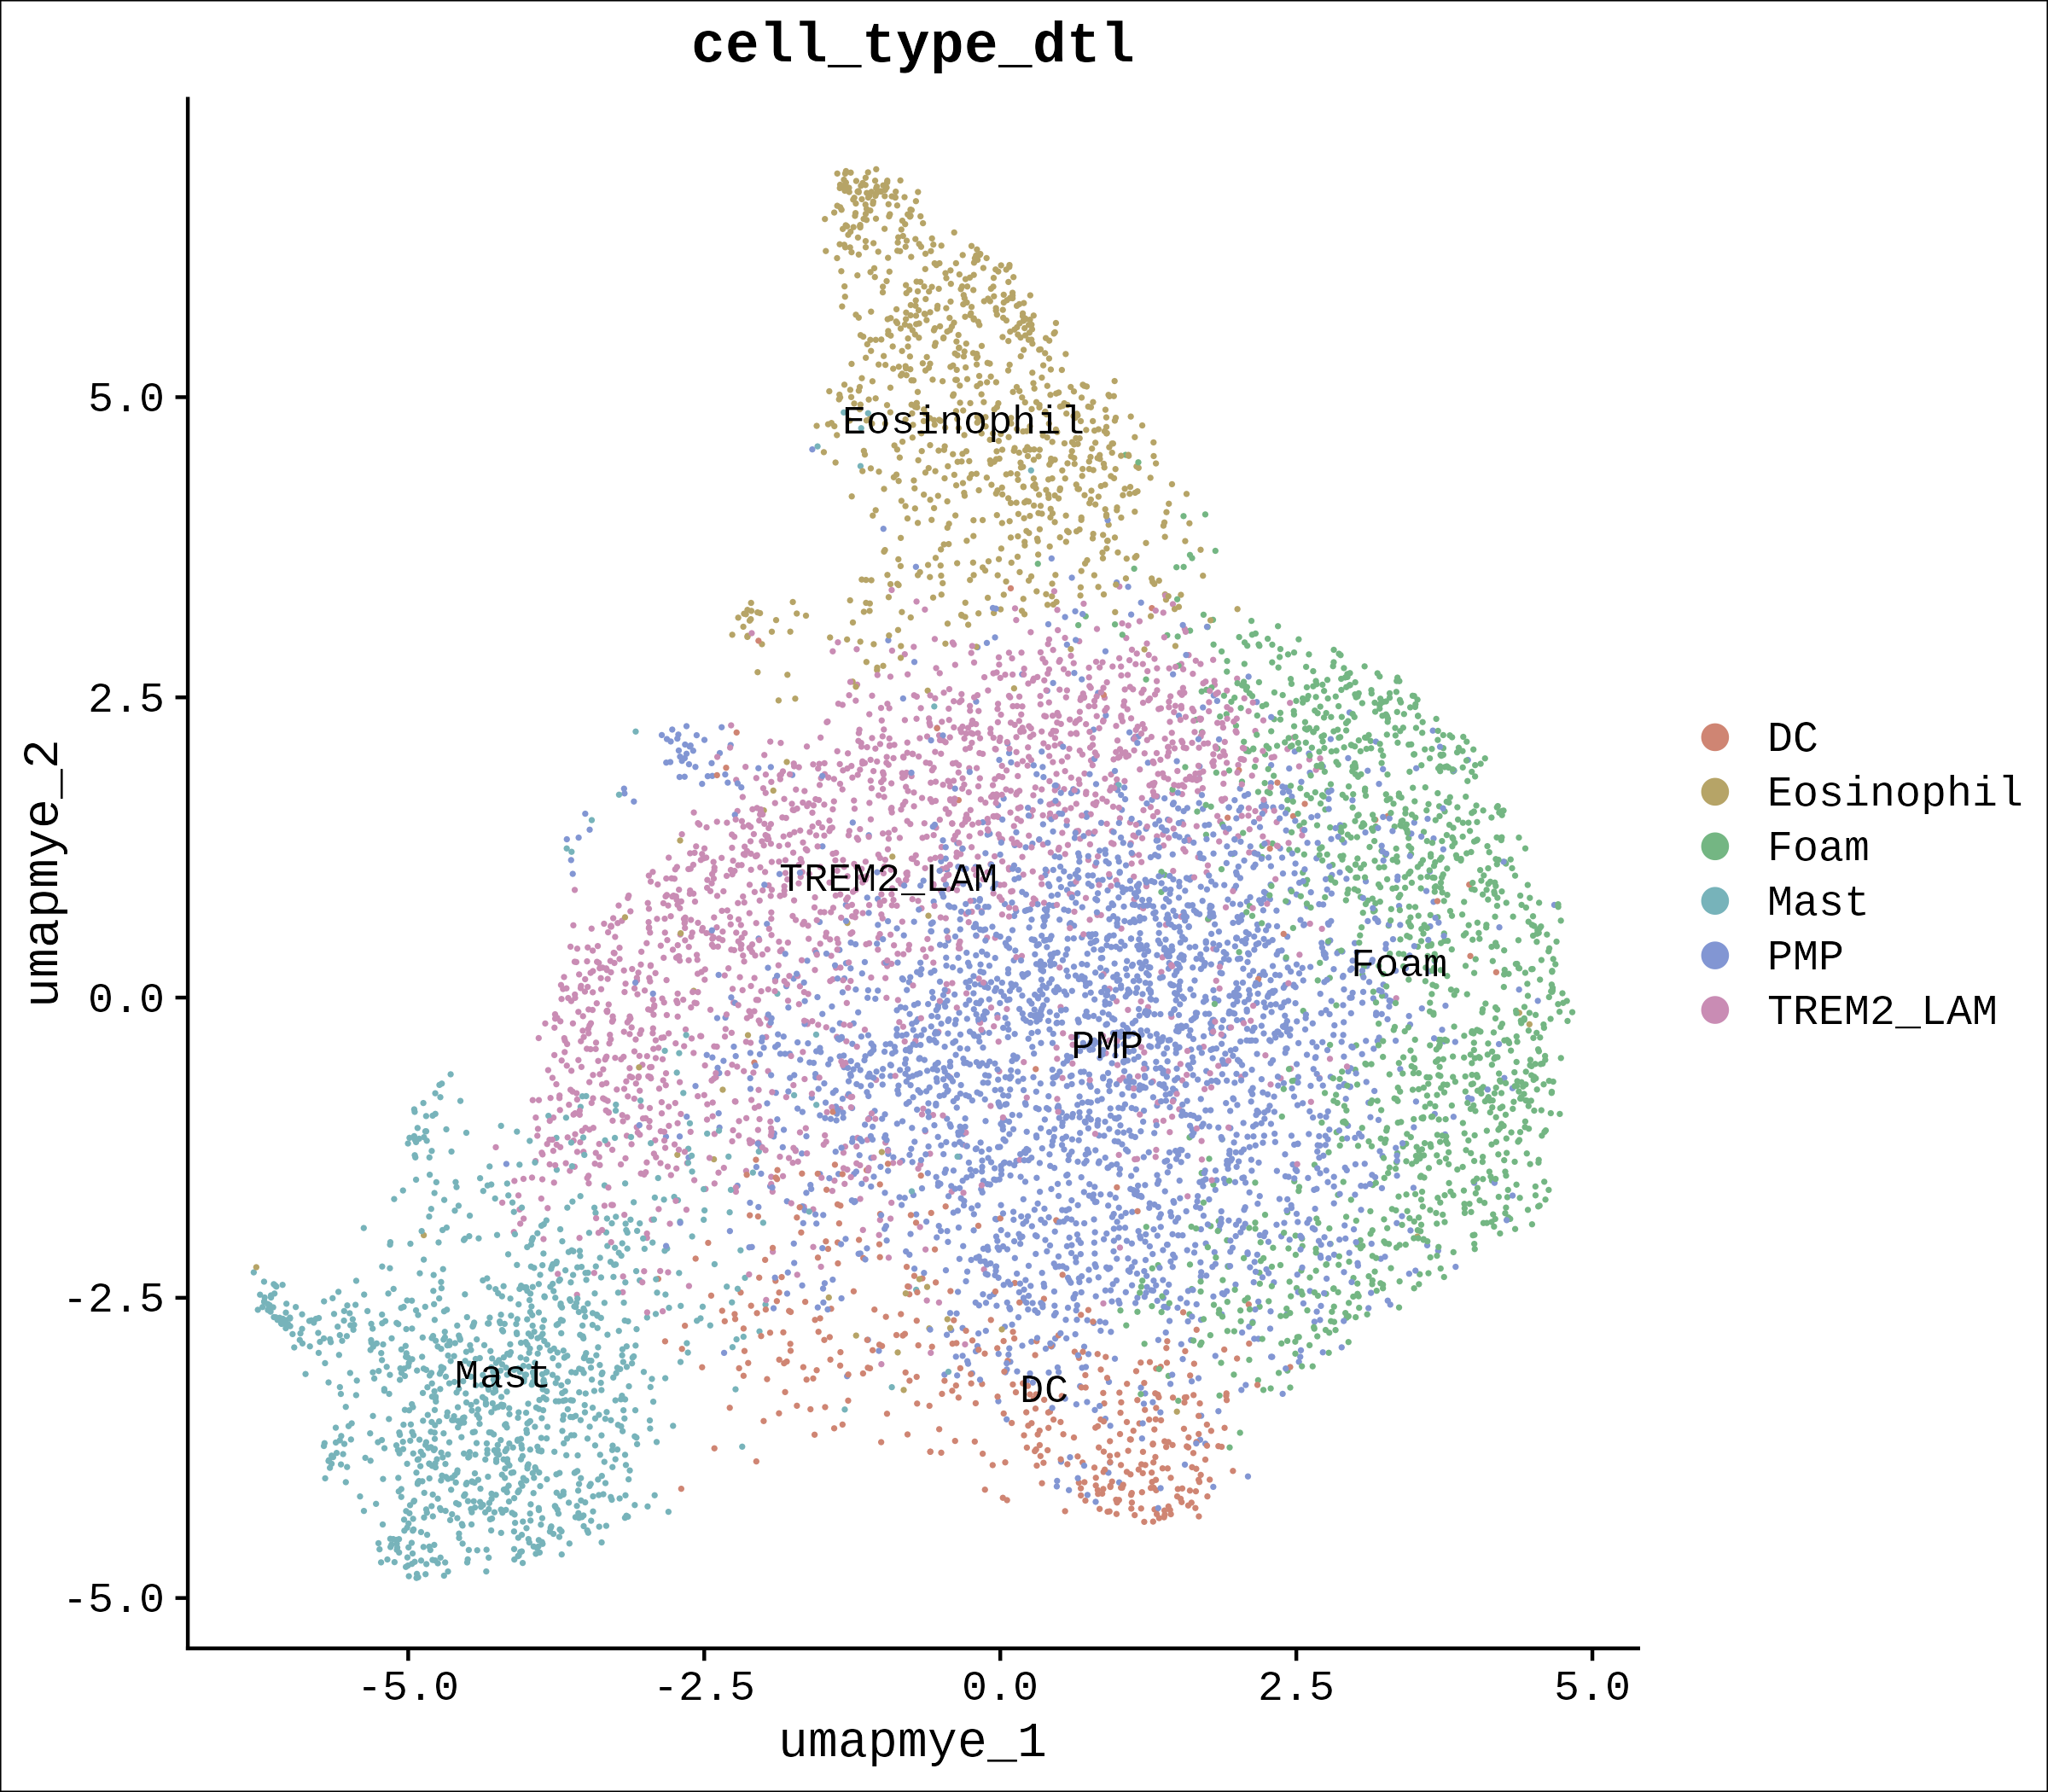 cell_type_dtl
umapmye_2
5.0
2.5
0.0
-2.5
-5.0
Eosinophil
TREM2_LAM
Foam
PMP
Mast
DC
DC
Eosinophil
Foam
Mast
PMP
TREM2_LAM
-5.0
-2.5
0.0
2.5
5.0
umapmye_1